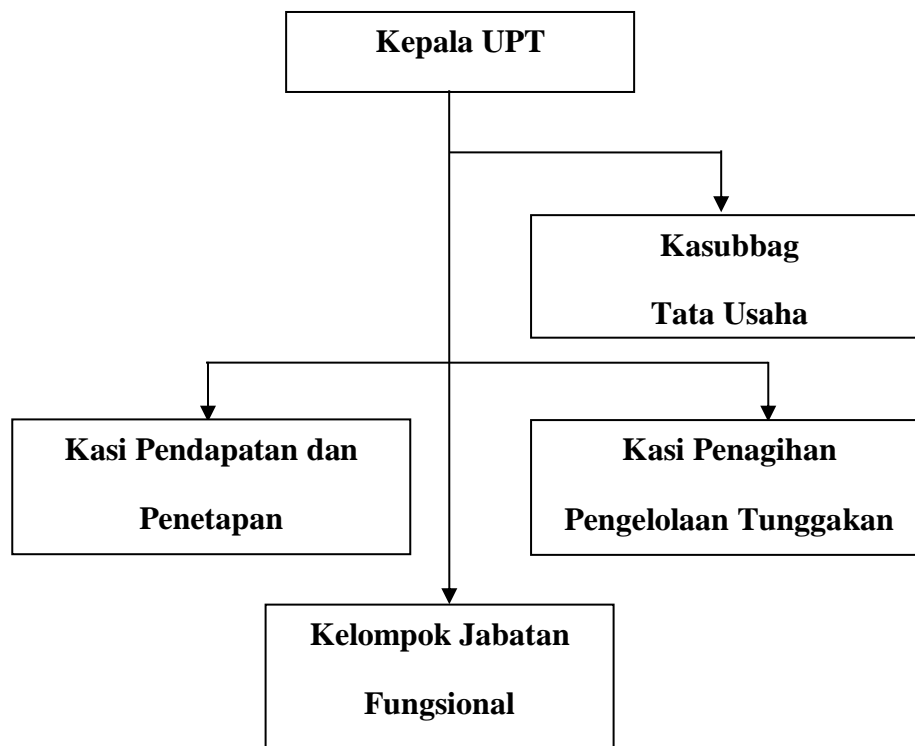 Kepala UPT
Kasubbag
Tata Usaha
Kasi Pendapatan dan
Penetapan
Kasi Penagihan
Pengelolaan Tunggakan
Kelompok Jabatan
Fungsional